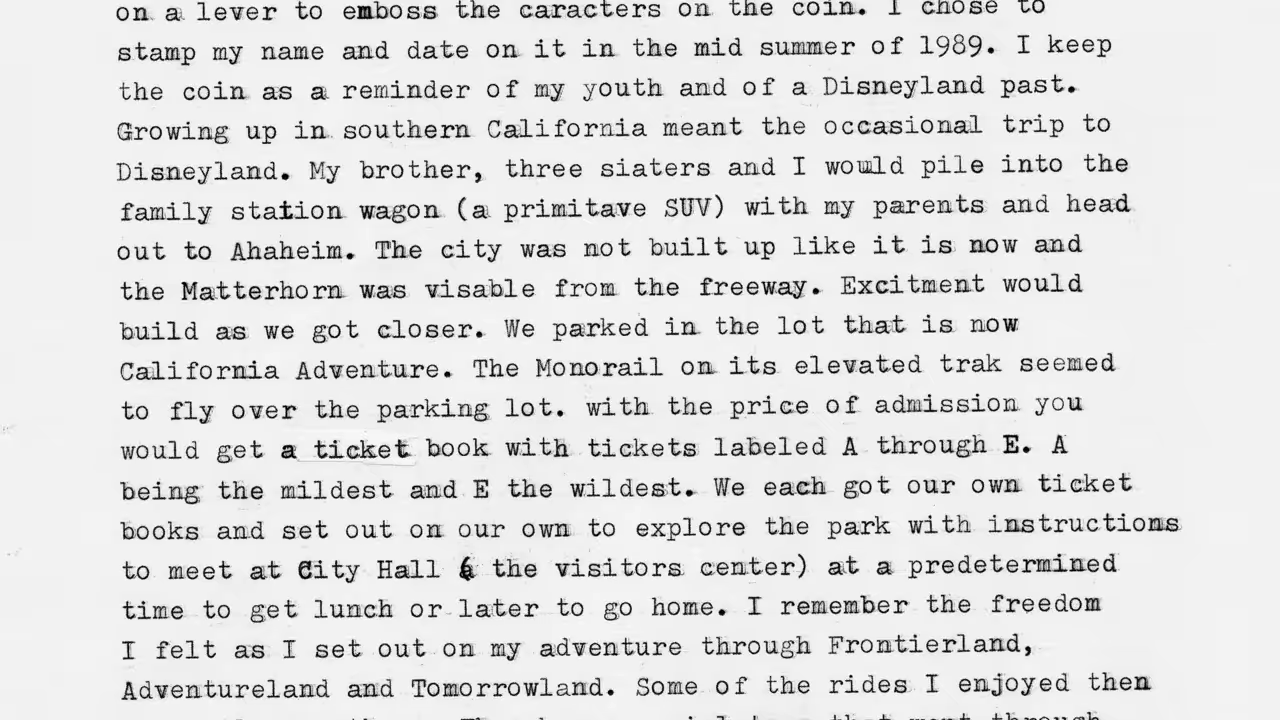 on a lever to emboss the caracters on the coin. I chose to
stamp my name and date on it in the mid summer of 1989. I keep
the coin as a reminder of my youth and of a Disneyland past.
Growing up in southern California meant the occasional trip to
Disneyland. My brother, three siaters and I would pile into the
family station wagon (a primitave SUV) with my parents and head
out to Ahaheim. The city was not built up like it is now and
the Matterhorn was visable from the freeway. Excitment would
build as we got closer. We parked in the lot that is now
California Adventure. The Monorail on its elevated trak seemed
to fly over the parking lot. with the price of admission you
would get a ticket book with tickets labeled A through E. A
being the mildest and E the wildest. We each got our own ticket
books and set out on our own to explore the park with instructions
to meet at City Hall ( the visitors center) at a predetermined
time to get lunch or later to go home. I remember the freedom
I felt as I set out on my adventure through Frontierland,
Adventureland and Tomorrowland. Some of the rides I enjoyed then
that went through